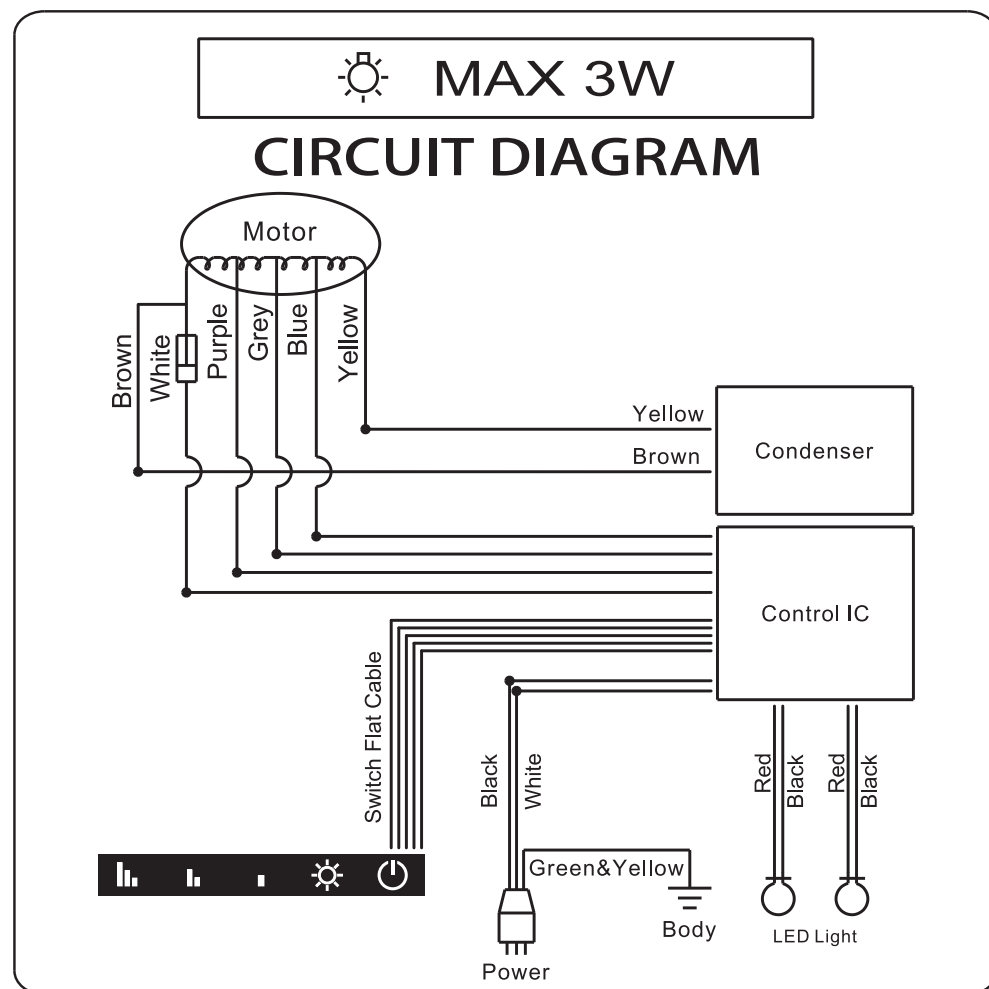 MAX 3W
CIRCUIT DIAGRAM
Motor
Brown
White
Purple
Grey
Blue
Yellow
Yellow
Brown
Condenser
Control IC
Switch Flat Cable
Black
White
Red
Black
Red
Black
Green&Yellow
Body
LED Light
Power